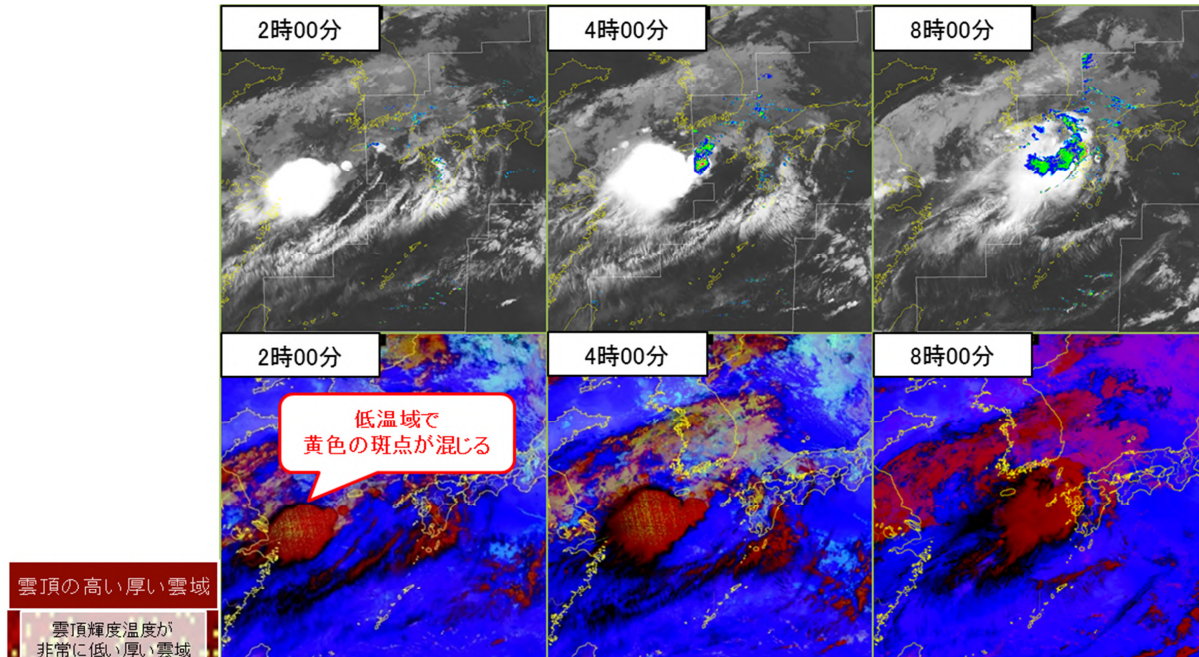 2時00分
4時00分
8時00分
2時00分
4時00分
8時00分
低温域で
黄色の斑点が混じる
雲頂の高い厚い雲域
雲頂輝度温度が
非常に低い厚い雲域